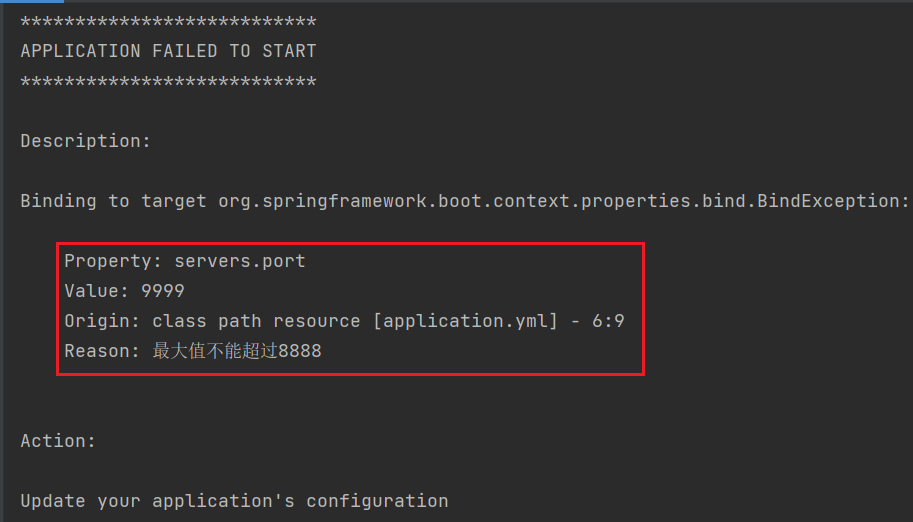 ***************************
APPLICATION FAILED TO START
***************************
Description:
Binding to target org.springframework.boot.context.properties.bind.BindException:
Property: servers.port
Value: 9999
Origin: class path resource [application.yml] - 6:9
Reason: 最大值不能超过8888
Action:
Update your application's configuration